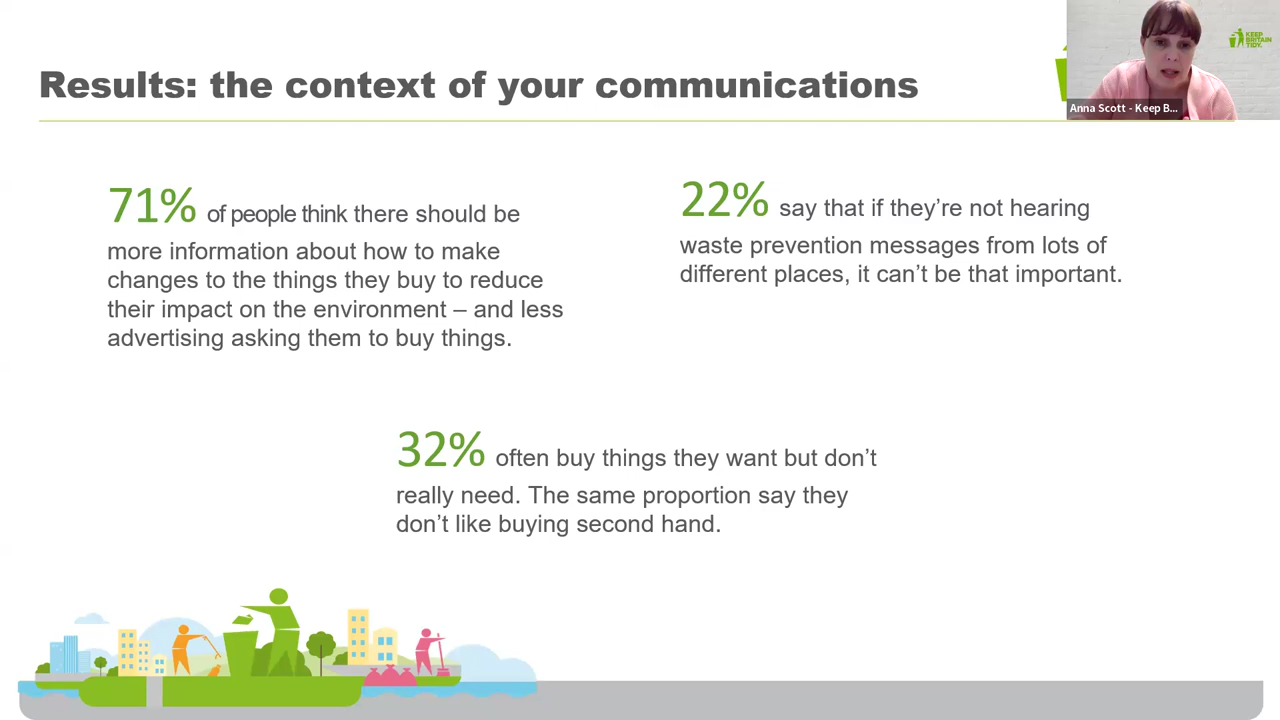 Results: the context of your communications
KEEP
BRITAIN
TIDY.
Anna Scott - Keep B...
71% of people think there should be
more information about how to make
changes to the things they buy to reduce
their impact on the environment – and less
advertising asking them to buy things.
22% say that if they’re not hearing
waste prevention messages from lots of
different places, it can’t be that important.
32% often buy things they want but don’t
really need. The same proportion say they
don’t like buying second hand.